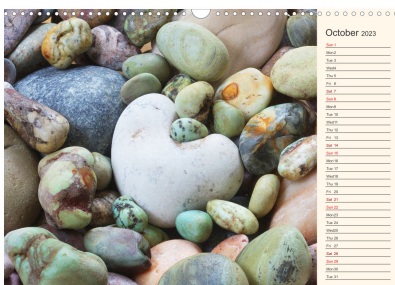 October 2023
Sun 1
Mon 2
Tue 3
Wed 4
Thu 5
Fri 6
Sat 7
Sun 8
Mon 9
Tue 10
Wed 11
Thu 12
Fri 13
Sat 14
Sun 15
Mon 16
Tue 17
Wed 18
Thu 19
Fri 20
Sat 21
Sun 22
Mon 23
Tue 24
Wed 25
Thu 26
Fri 27
Sat 28
Sun 29
Mon 30
Tue 31